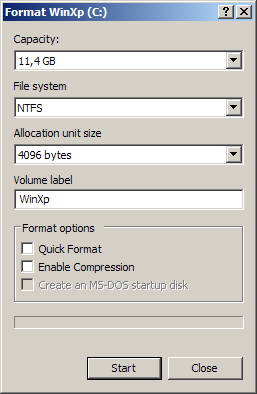 Format WinXp (C:)
Capacity:
11,4 GB
File system
NTFS
Allocation unit size
4096 bytes
Volume label
WinXp
Format options
Quick Format
Enable Compression
Create an MS-DOS startup disk
Start Close